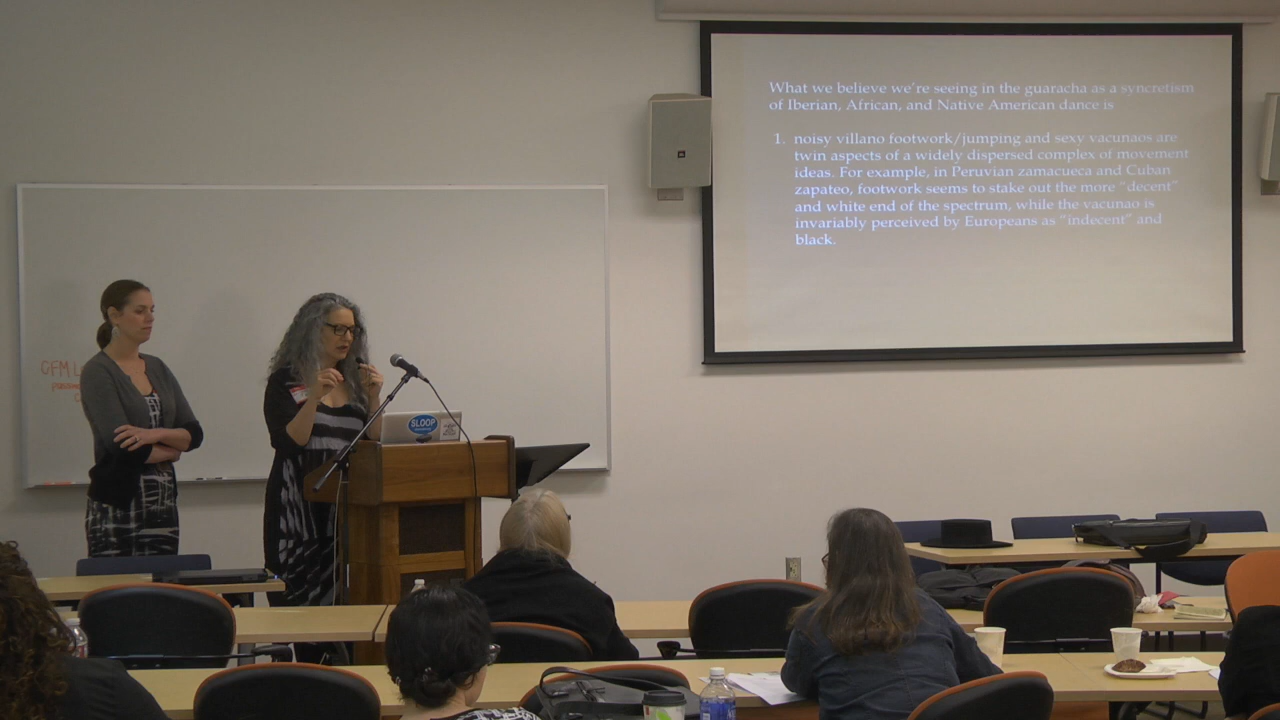 What we believe we're seeing in the guaracha as a syncretism
of Iberian, African, and Native American dance is
1. noisy villano footwork/jumping and sexy vacunaos are
twin aspects of a widely dispersed complex of movement
ideas. For example, in Peruvian zamacueca and Cuban
zapateo, footwork seems to stake out the more "decent"
and white end of the spectrum, while the vacunao is
invariably perceived by Europeans as "indecent" and
black.
CFM L
SLOOP